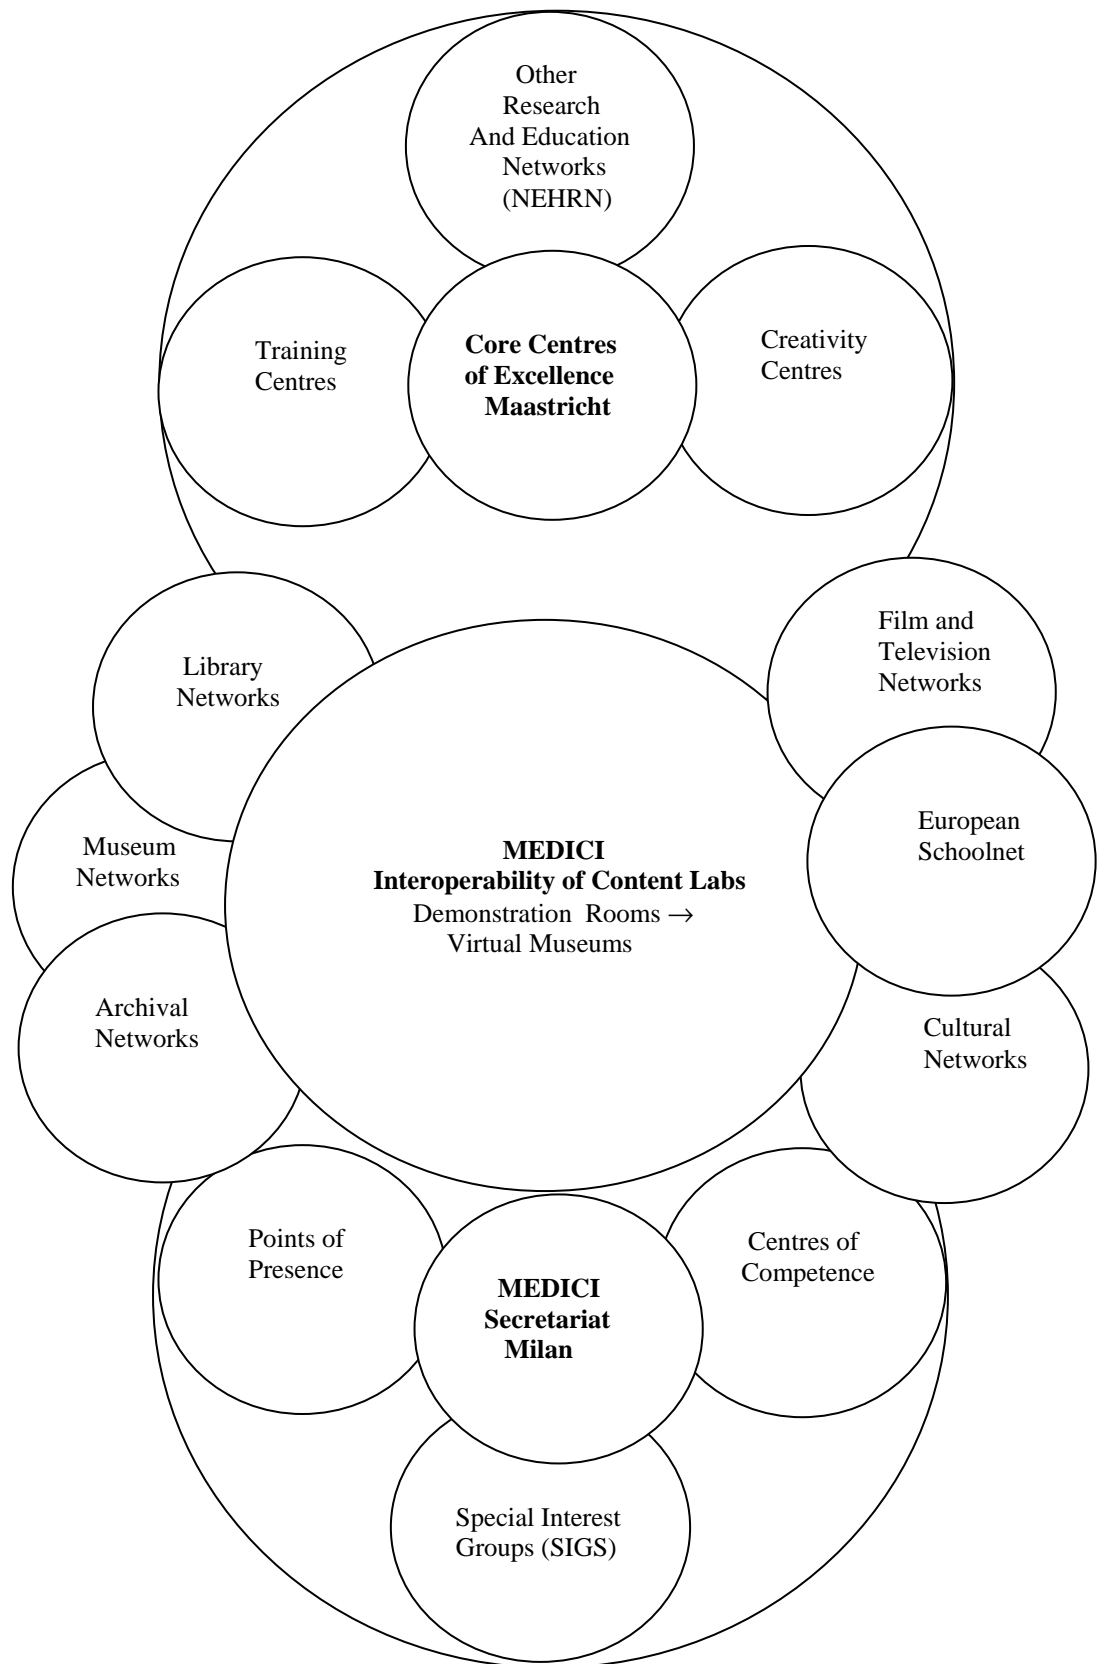 Other
Research
And Education
Networks
(NEHRN)
Training
Centres
Core Centres
of Excellence
Maastricht
Creativity
Centres
Library
Networks
Film and
Television
Networks
Museum
Networks
European
Schoolnet
MEDICI
Interoperability of Content Labs
Demonstration Rooms →
Virtual Museums
Archival
Networks
Cultural
Networks
Points of
Presence
MEDICI
Secretariat
Milan
Centres of
Competence
Special Interest
Groups (SIGS)